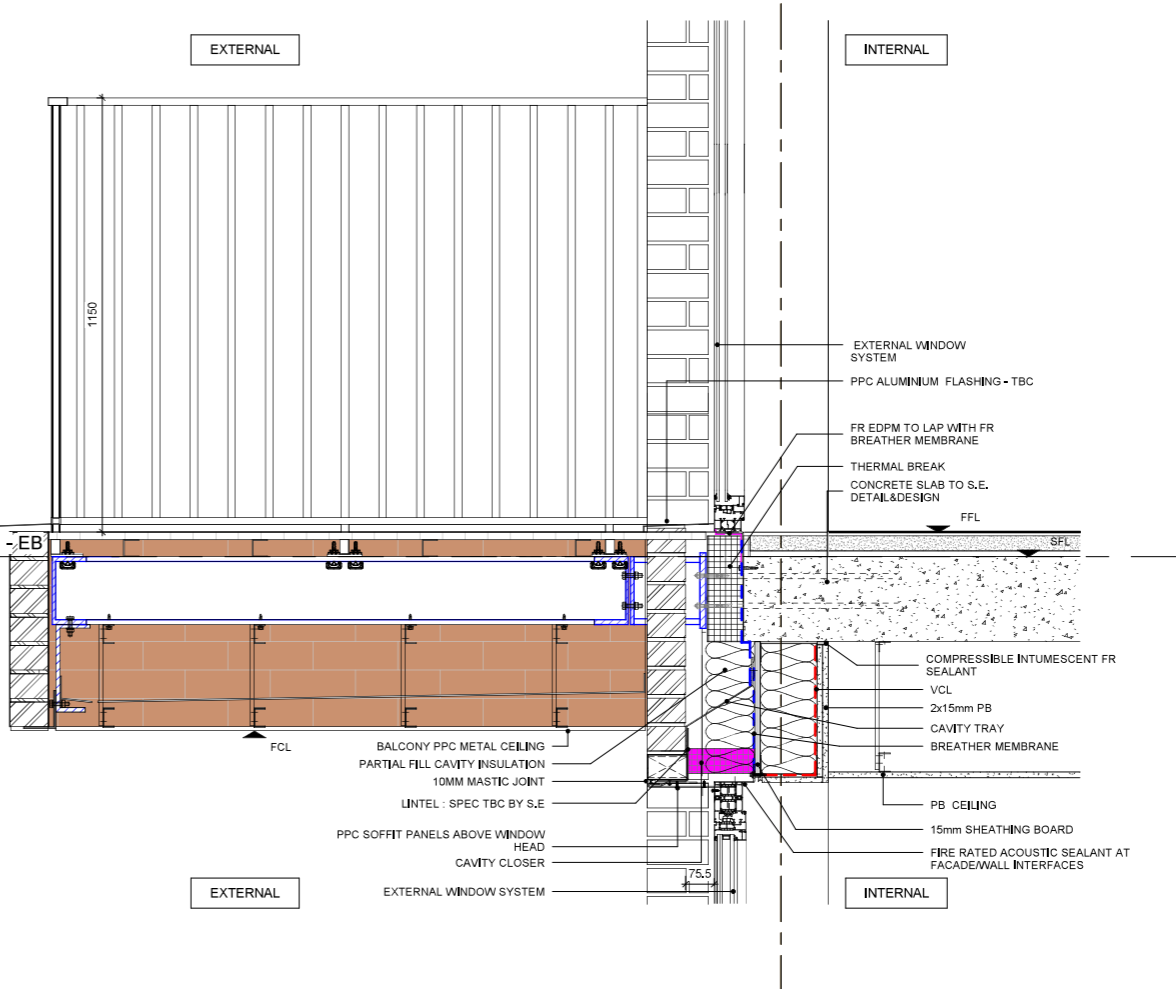 EXTERNAL
INTERNAL
1150
EXTERNAL WINDOW
SYSTEM
PPC ALUMINIUM FLASHING - TBC
FR EDPM TO LAP WITH FR
BREATHER MEMBRANE
THERMAL BREAK
CONCRETE SLAB TO S.E.
DETAIL&DESIGN
FFL
- EB
SFL
COMPRESSIBLE INTUMESCENT FR
SEALANT
VCL
2x15mm PB
CAVITY TRAY
BREATHER MEMBRANE
FCL
BALCONY PPC METAL CEILING
PARTIAL FILL CAVITY INSULATION
10MM MASTIC JOINT
LINTEL : SPEC TBC BY S.E
PPC SOFFIT PANELS ABOVE WINDOW
HEAD
CAVITY CLOSER
75.5
EXTERNAL WINDOW SYSTEM
PB CEILING
15mm SHEATHING BOARD
FIRE RATED ACOUSTIC SEALANT AT
FACADE/WALL INTERFACES
EXTERNAL
INTERNAL